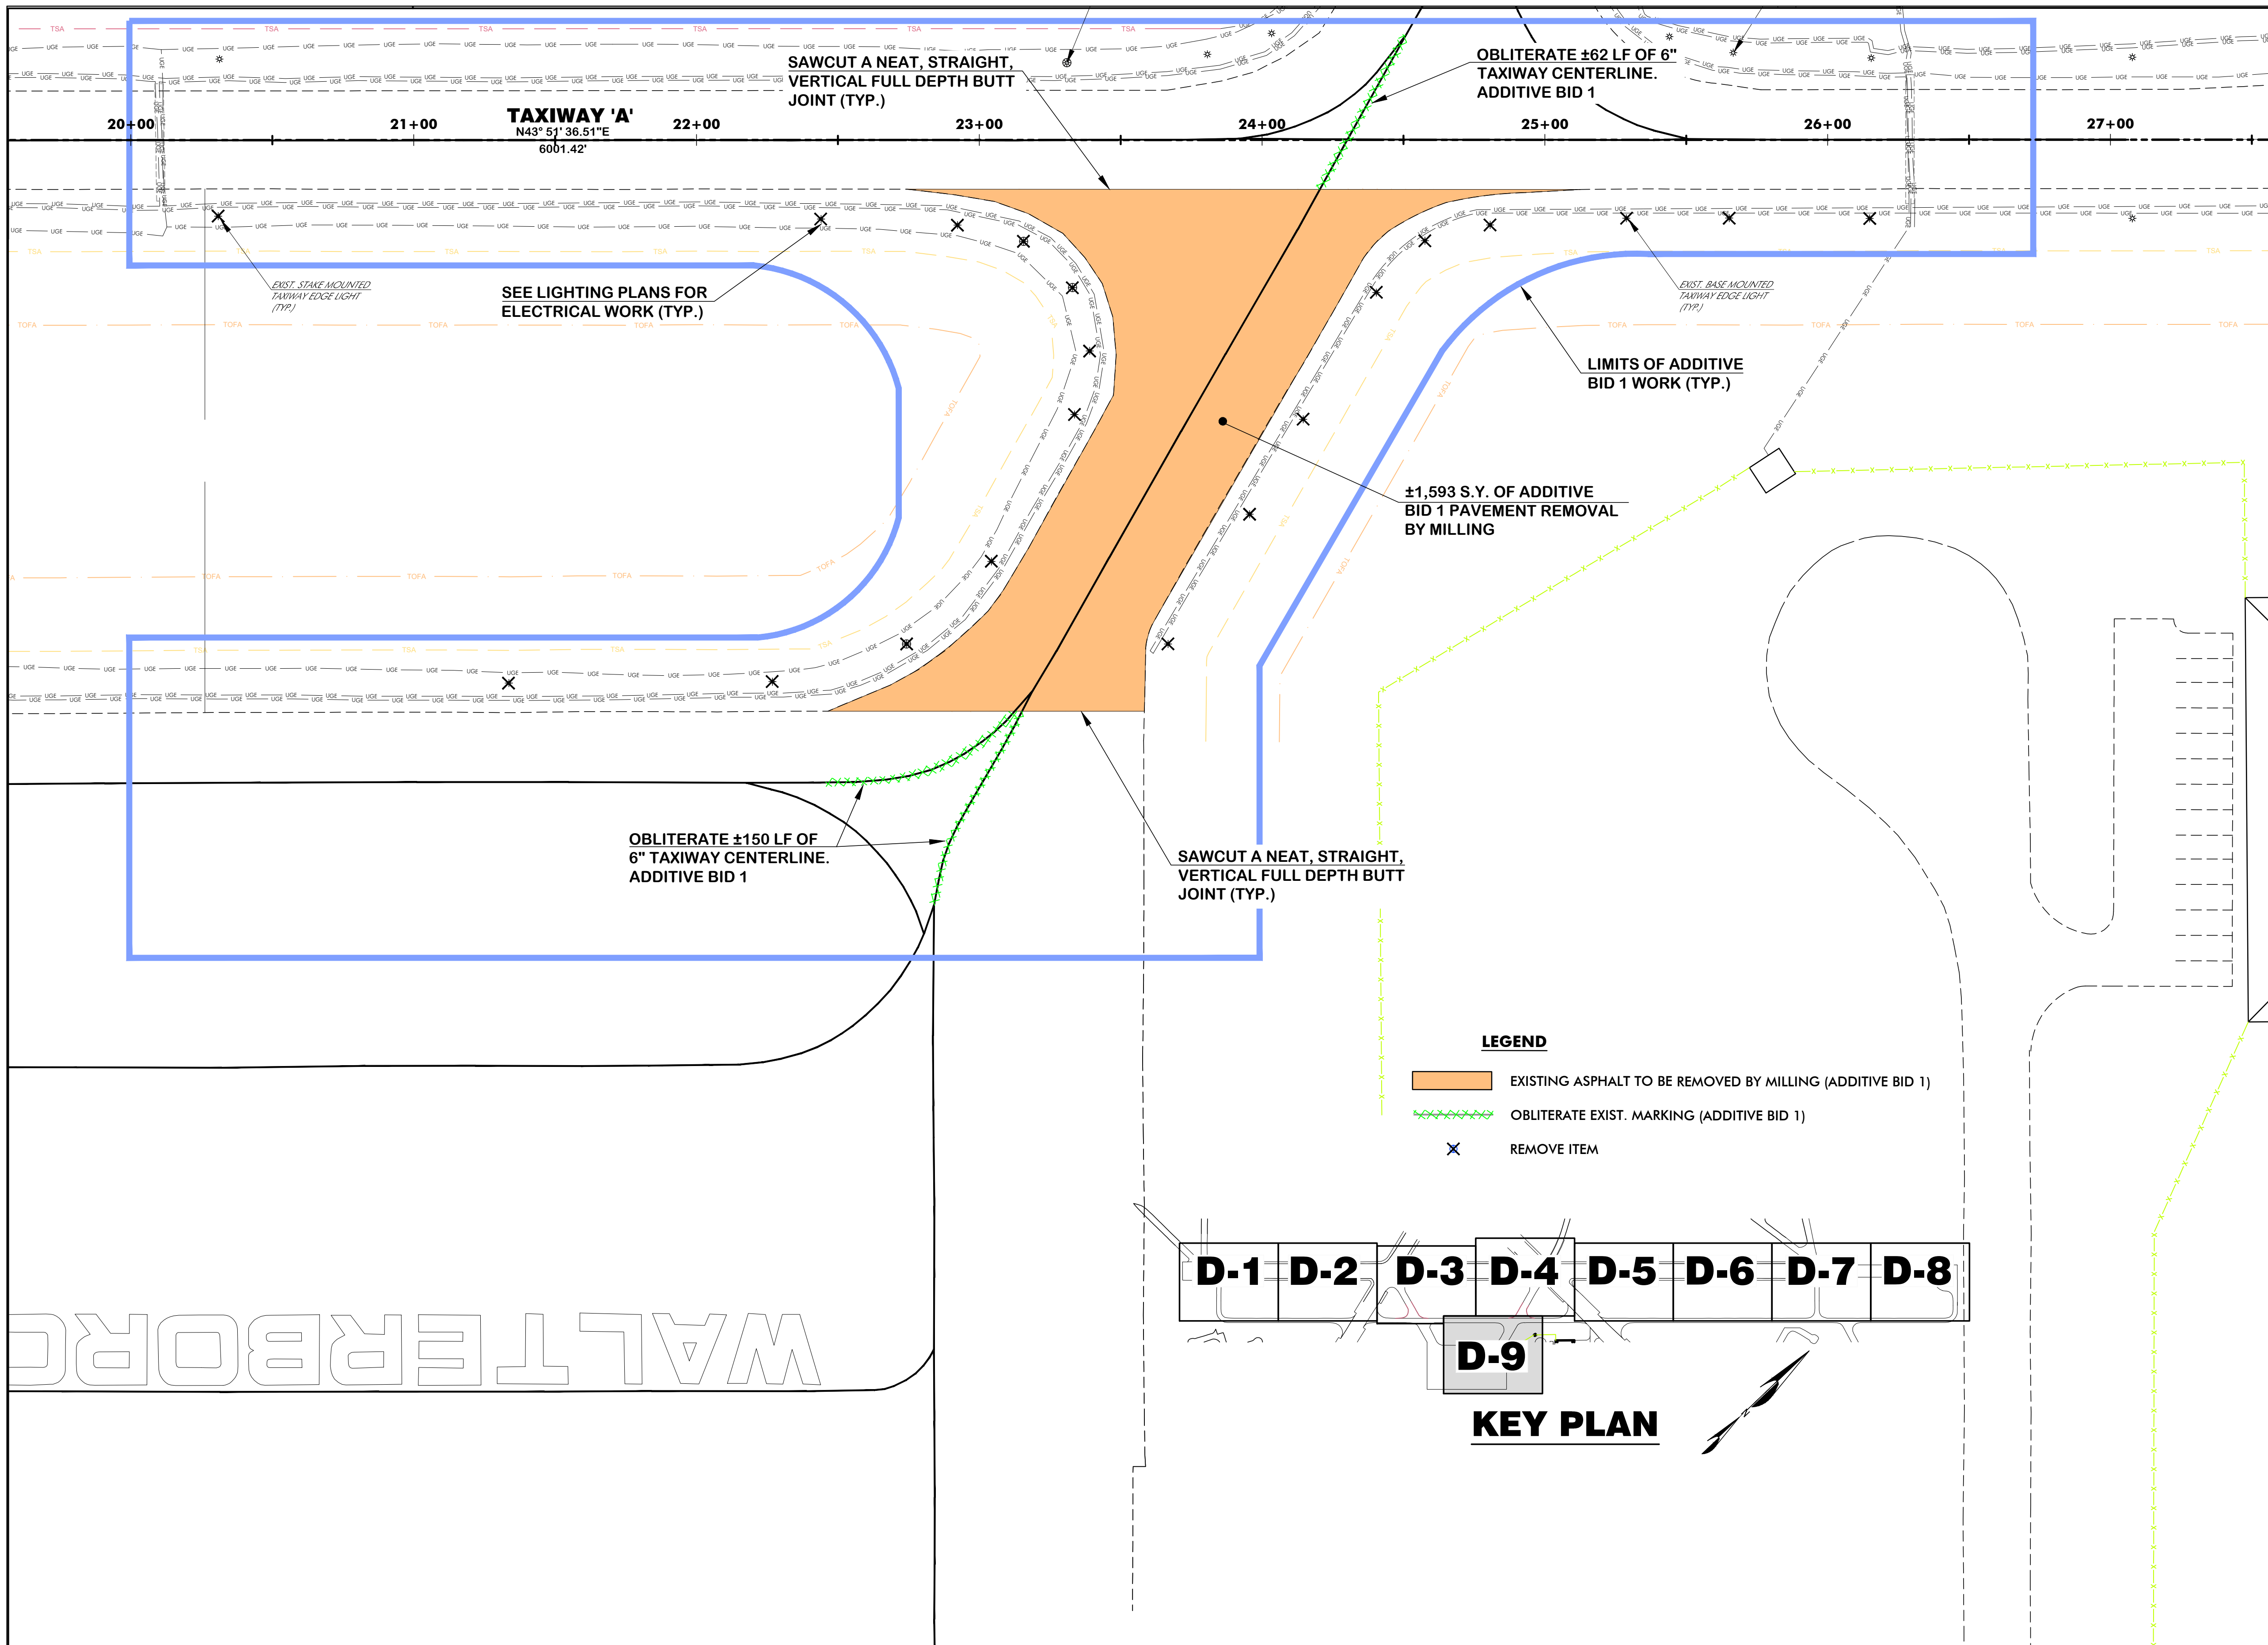 SAWCUT A NEAT, STRAIGHT,
VERTICAL FULL DEPTH BUTT
JOINT (TYP.)
OBLITERATE ±62 LF OF 6"
TAXIWAY CENTERLINE.
ADDITIVE BID 1
TAXIWAY 'A'
N43° 51' 36.51"E
6001.42'
20+00
21+00
22+00
23+00
24+00
25+00
26+00
27+00
EXIST. STAKE MOUNTED
TAXIWAY EDGE LIGHT
(TYP.)
SEE LIGHTING PLANS FOR
ELECTRICAL WORK (TYP.)
EXIST. BASE MOUNTED
TAXIWAY EDGE LIGHT
(TYP.)
LIMITS OF ADDITIVE
BID 1 WORK (TYP.)
±1,593 S.Y. OF ADDITIVE
BID 1 PAVEMENT REMOVAL
BY MILLING
OBLITERATE ±150 LF OF
6" TAXIWAY CENTERLINE.
ADDITIVE BID 1
SAWCUT A NEAT, STRAIGHT,
VERTICAL FULL DEPTH BUTT
JOINT (TYP.)
TSA
TOFA
UGE
LEGEND
EXISTING ASPHALT TO BE REMOVED BY MILLING (ADDITIVE BID 1)
OBLITERATE EXIST. MARKING (ADDITIVE BID 1)
REMOVE ITEM
D-1 D-2 D-3 D-4 D-5 D-6 D-7 D-8
D-9
KEY PLAN
N
WALTERBORO